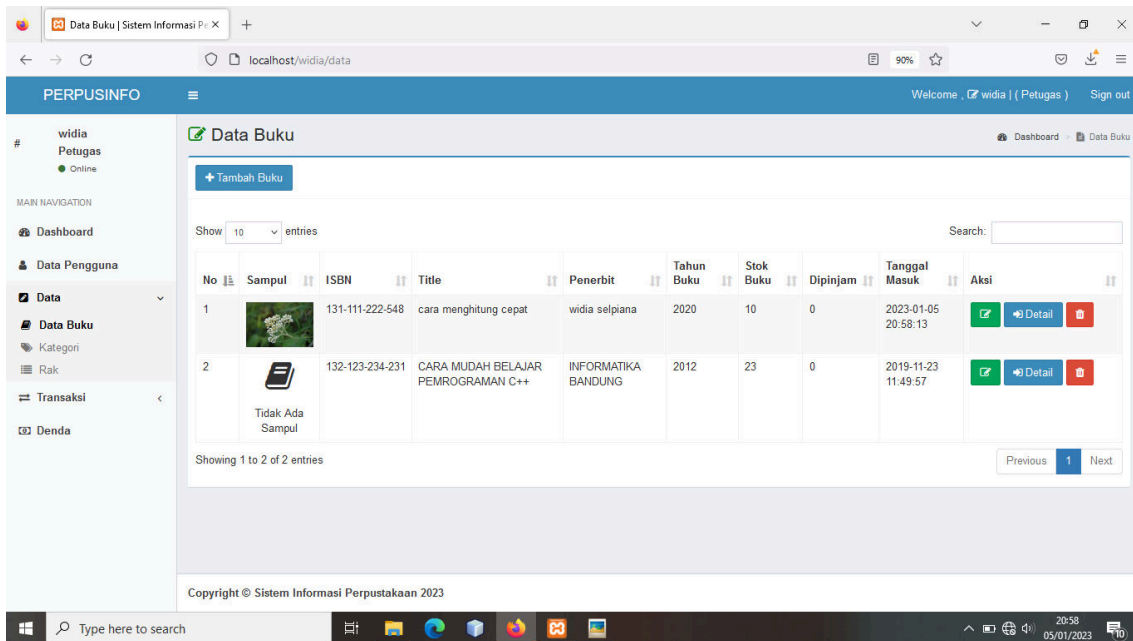 Data Buku | Sistem Informasi Pe
localhost/widia/data
90%
PERPUSINFO
Welcome , widia | ( Petugas ) Sign out
#
widia
Petugas
Online
MAIN NAVIGATION
Dashboard
Data Pengguna
Data
Data Buku
Kategori
Rak
Transaksi
Denda
Data Buku
Dashboard > Data Buku
+ Tambah Buku
Show 10 entries
Search:
No Sampul ISBN Title Penerbit Tahun Buku Stok Buku Dipinjam Tanggal Masuk Aksi
1 131-111-222-548 cara menghitung cepat widia selpiana 2020 10 0 2023-01-05 20:58:13 Detail
2 Tidak Ada Sampul 132-123-234-231 CARA MUDAH BELAJAR PEMROGRAMAN C++ INFORMATIKA BANDUNG 2012 23 0 2019-11-23 11:49:57 Detail
Showing 1 to 2 of 2 entries
Previous 1 Next
Copyright © Sistem Informasi Perpustakaan 2023
Type here to search
20:58
05/01/2023
10